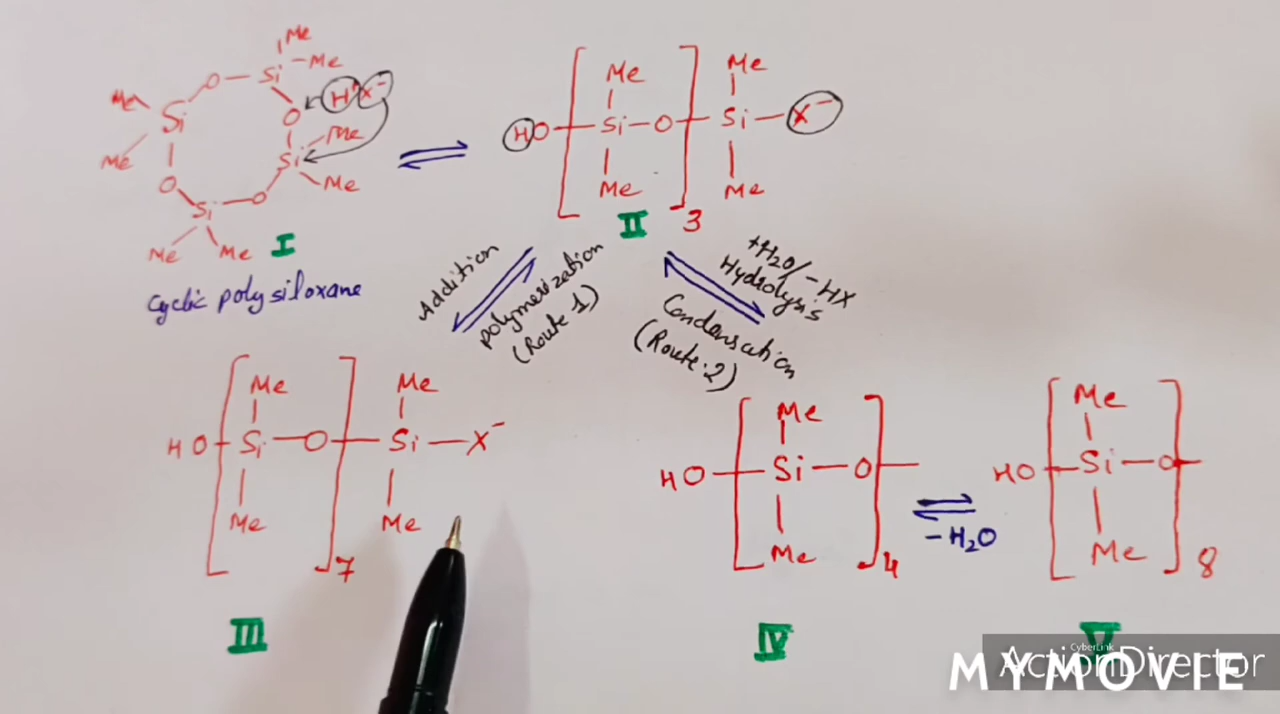 Me
Me
Si
O
H⁺ X⁻
Me
Si
O
Me
Si
Me
Me
O
O
Si
Me
Me
I
Cyclic polysiloxane
Me
Me
HO—Si—O—Si—X⁻
Me
Me
3
II
Addition
polymerization
(Route 1)
+H₂O/-HX
Hydrolysis
Condensation
(Route.2)
Me
Me
HO—Si—O—Si—X⁻
Me
Me
7
III
Me
HO—Si—O—
Me
4
IV
-H₂O
Me
HO—Si—O—
Me
8
V
CyberLink
ActionDirector
MYMOVIE